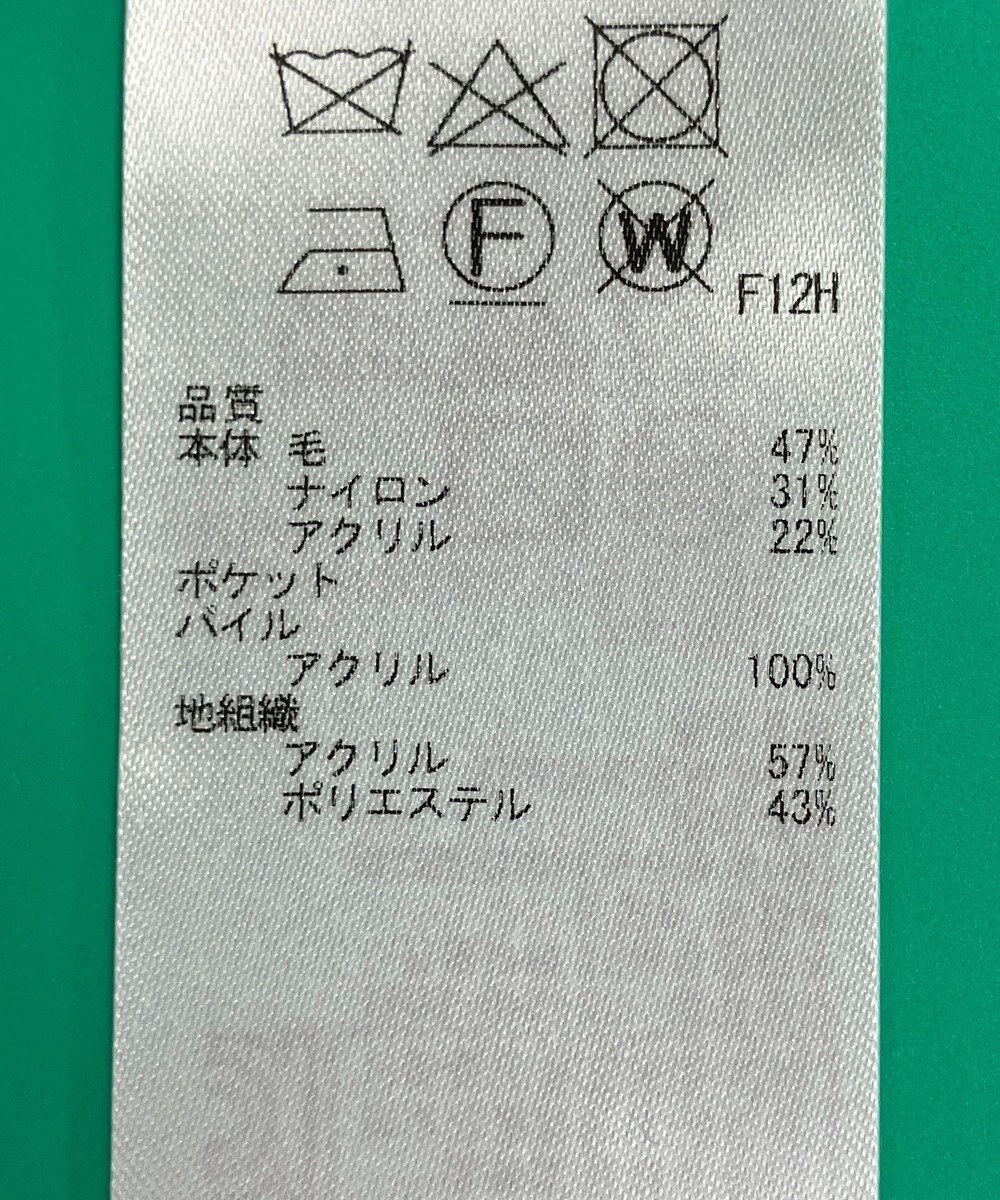 F W F12H
品質
本体 毛 47%
ナイロン 31%
アクリル 22%
ポケット
パイル
アクリル 100%
地組織
アクリル 57%
ポリエステル 43%